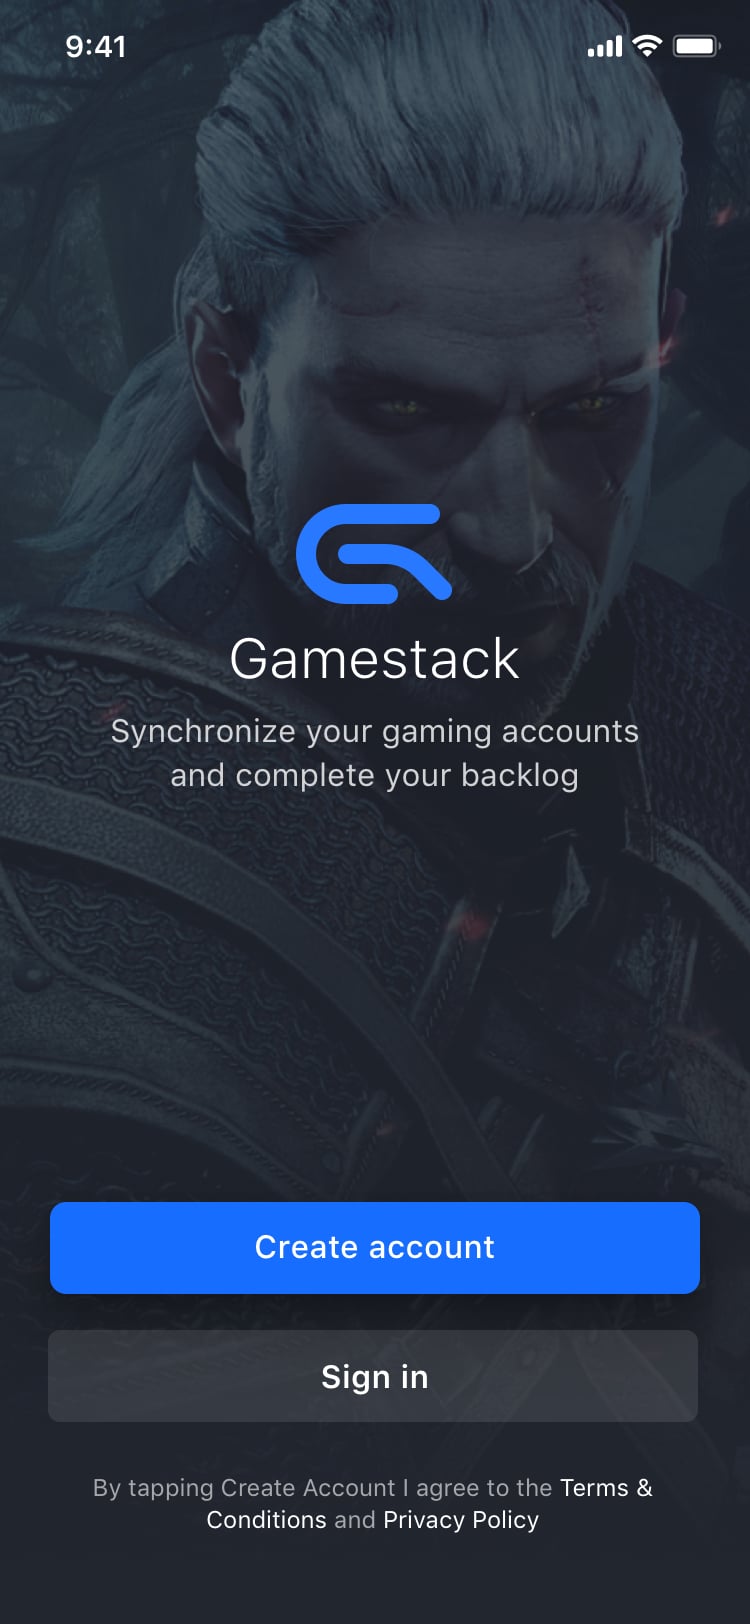 9:41
Gamestack
Synchronize your gaming accounts
and complete your backlog
Create account
Sign in
By tapping Create Account I agree to the Terms &
Conditions and Privacy Policy